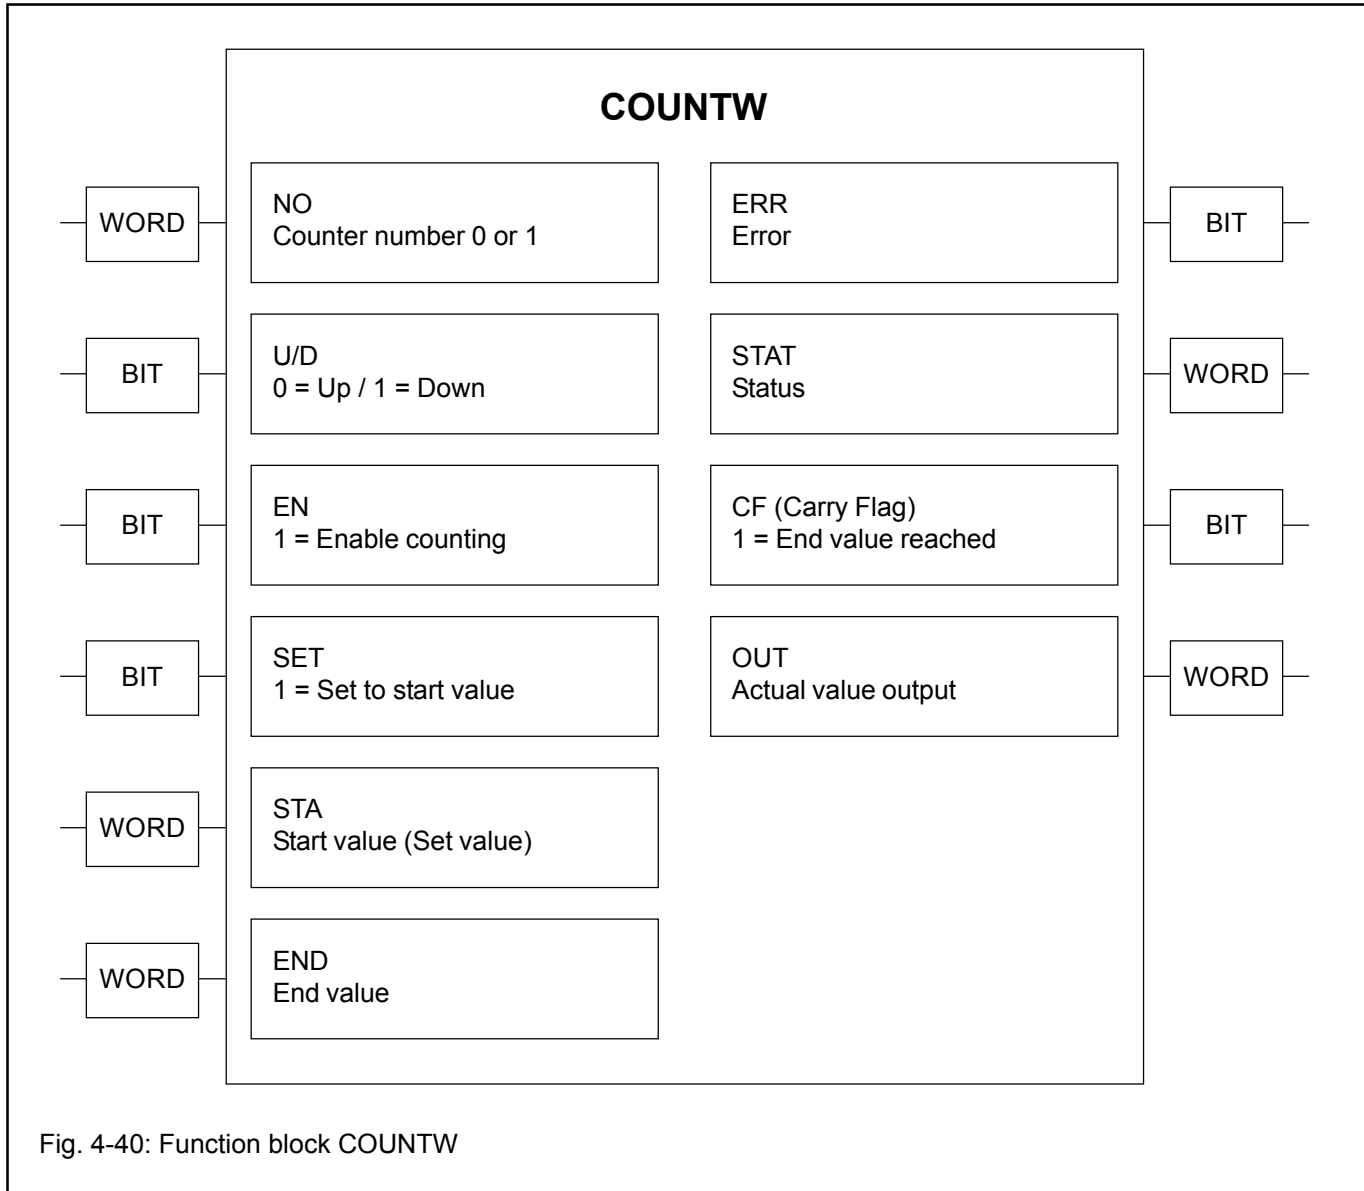 COUNTW
WORD
NO
Counter number 0 or 1
ERR
Error
BIT
BIT
U/D
0 = Up / 1 = Down
STAT
Status
WORD
BIT
EN
1 = Enable counting
CF (Carry Flag)
1 = End value reached
BIT
BIT
SET
1 = Set to start value
OUT
Actual value output
WORD
WORD
STA
Start value (Set value)
WORD
END
End value
Fig. 4-40: Function block COUNTW